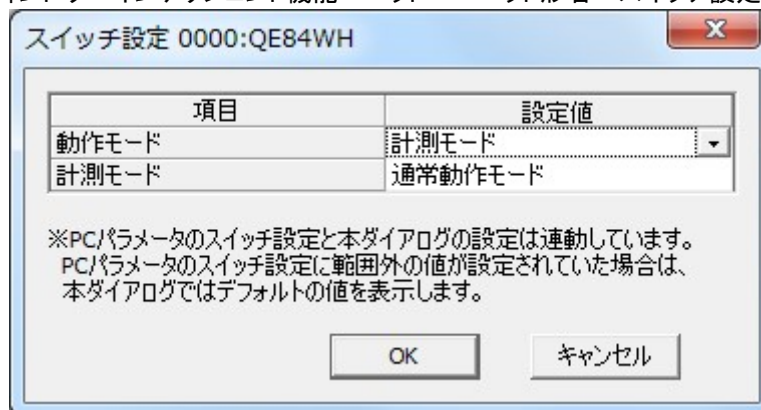 スイッチ設定 0000:QE84WH
項目 設定値
動作モード 計測モード
計測モード 通常動作モード
※PCパラメータのスイッチ設定と本ダイアログの設定は連動しています。
PCパラメータのスイッチ設定に範囲外の値が設定されていた場合は、
本ダイアログではデフォルトの値を表示します。
OK キャンセル